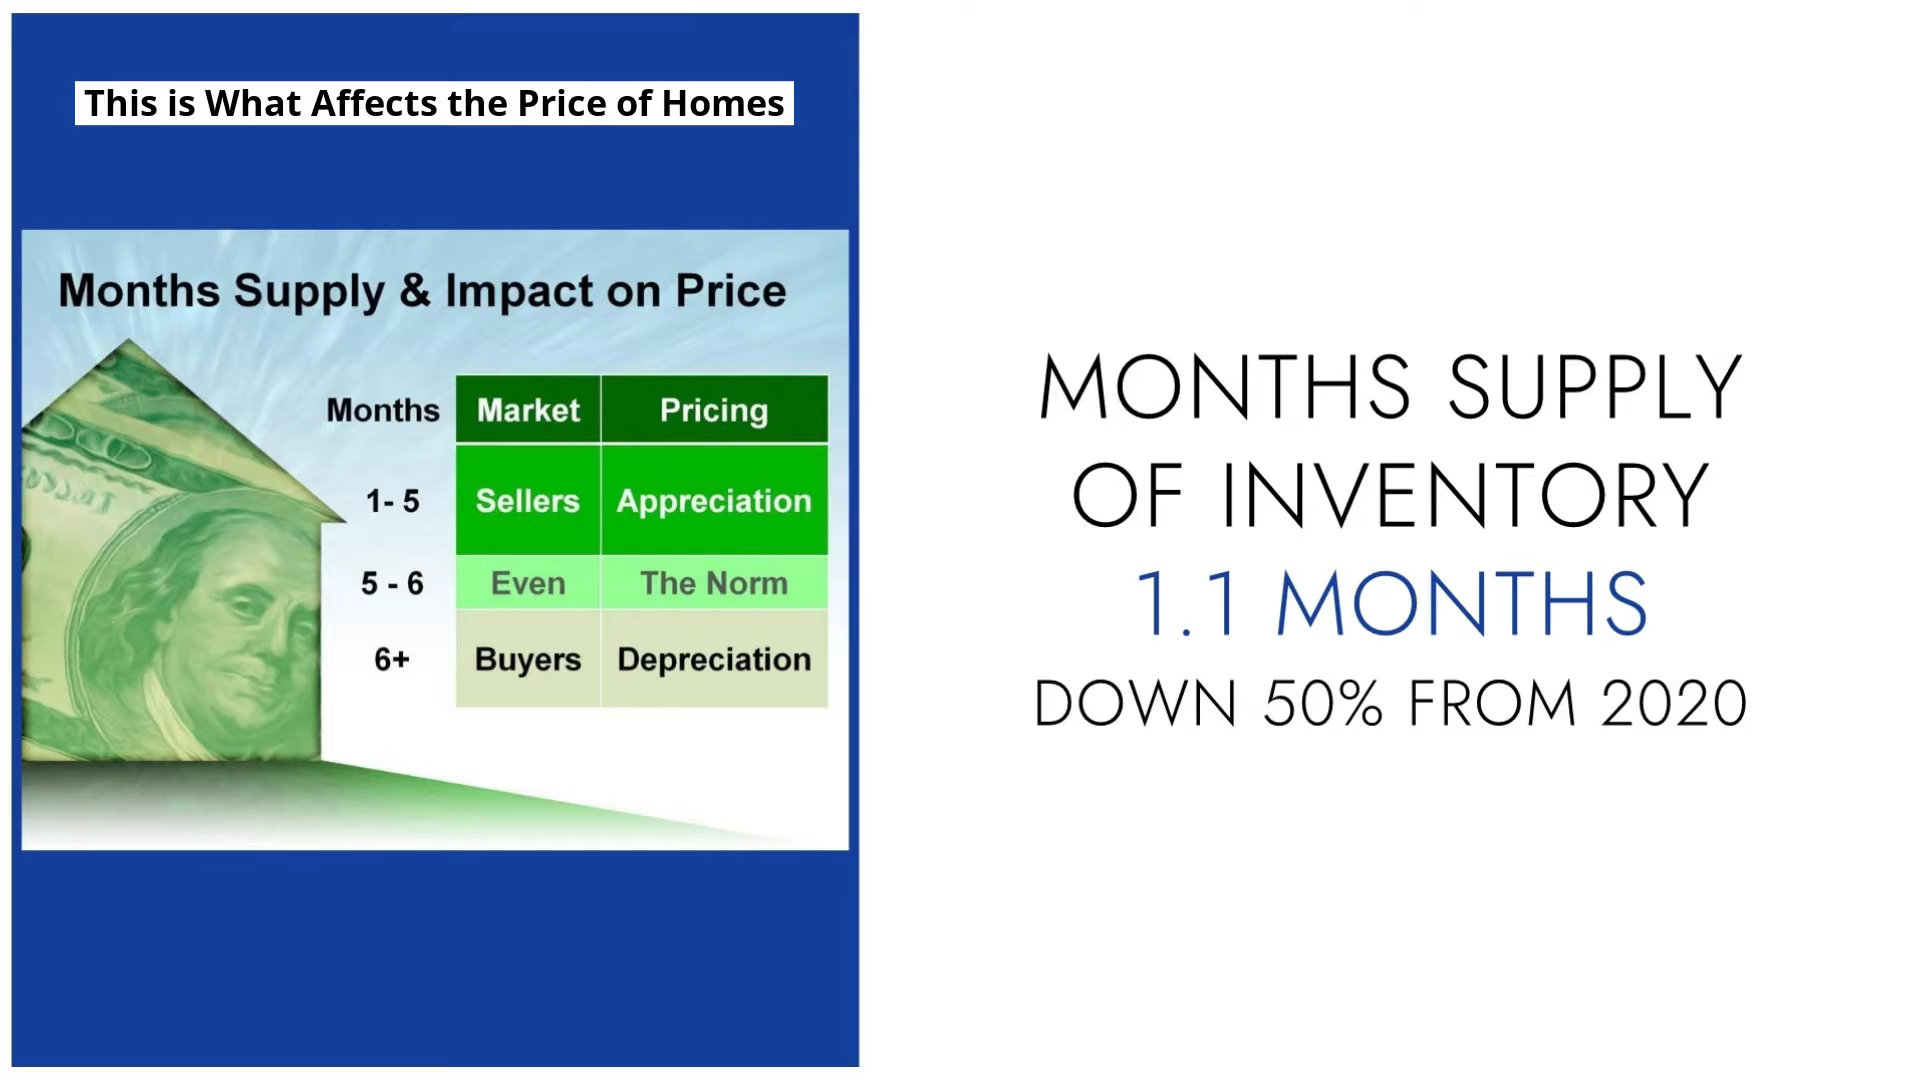 This is What Affects the Price of Homes
Months Supply & Impact on Price
Months Market Pricing
1- 5 Sellers Appreciation
5 - 6 Even The Norm
6+ Buyers Depreciation
MONTHS SUPPLY
OF INVENTORY
1.1 MONTHS
DOWN 50% FROM 2020